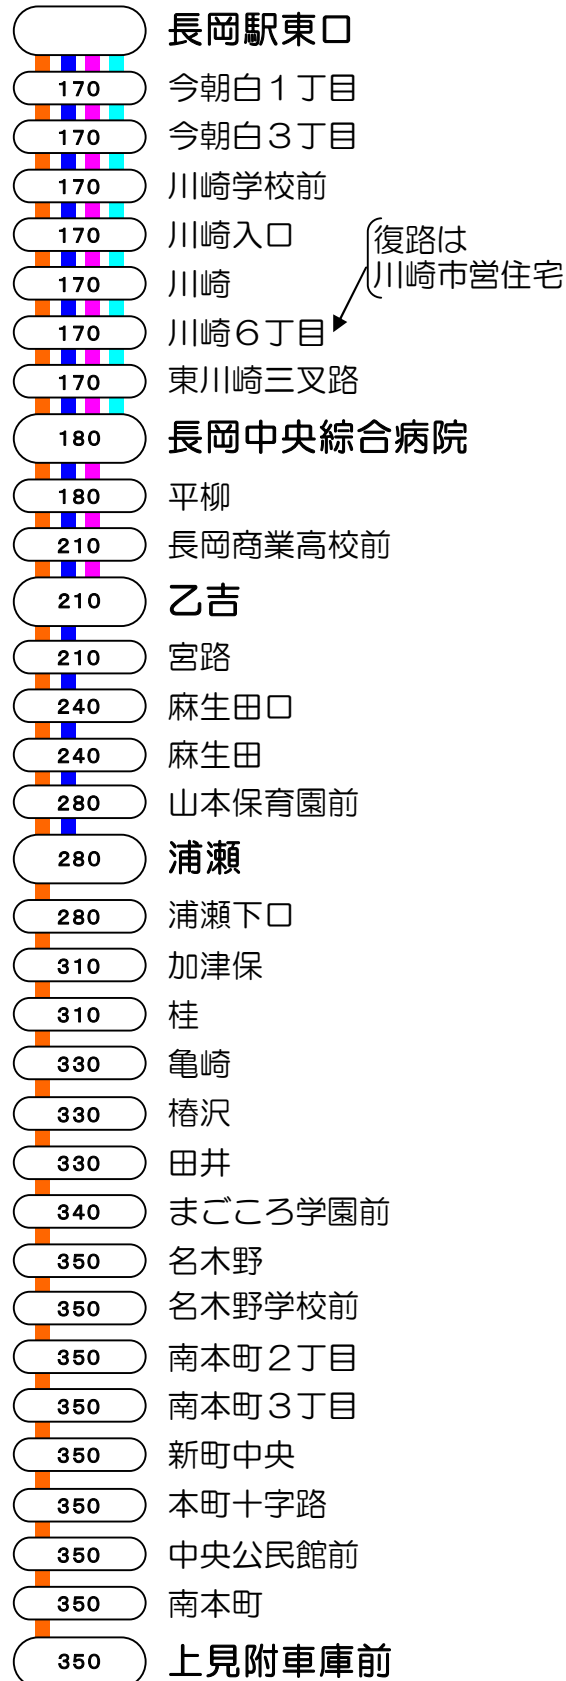 長岡駅東口
170 今朝白1丁目
170 今朝白3丁目
170 川崎学校前
170 川崎入口
復路は
川崎市営住宅
170 川崎
170 川崎6丁目
170 東川崎三叉路
180 長岡中央綜合病院
180 平柳
210 長岡商業高校前
210 乙吉
210 宮路
240 麻生田口
240 麻生田
280 山本保育園前
280 浦瀬
280 浦瀬下口
310 加津保
310 桂
330 亀崎
330 椿沢
330 田井
340 まごころ学園前
350 名木野
350 名木野学校前
350 南本町2丁目
350 南本町3丁目
350 新町中央
350 本町十字路
350 中央公民館前
350 南本町
350 上見附車庫前